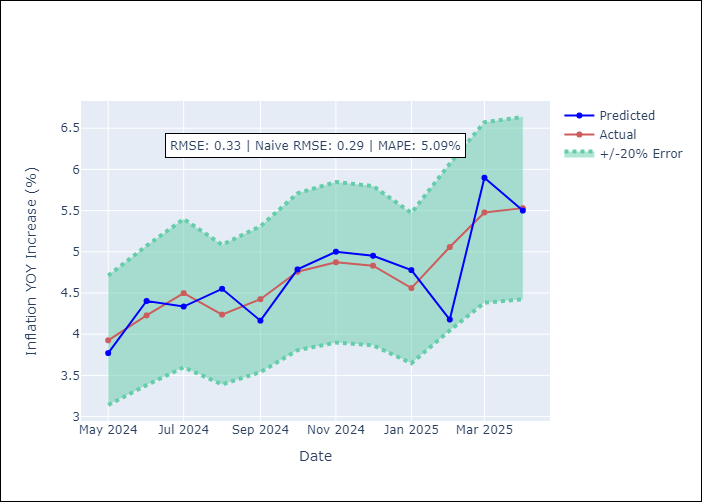 RMSE: 0.33 | Naive RMSE: 0.29 | MAPE: 5.09%
Predicted
Actual
+/-20% Error
Inflation YOY Increase (%)
6.5
6
5.5
5
4.5
4
3.5
3
May 2024 Jul 2024 Sep 2024 Nov 2024 Jan 2025 Mar 2025
Date